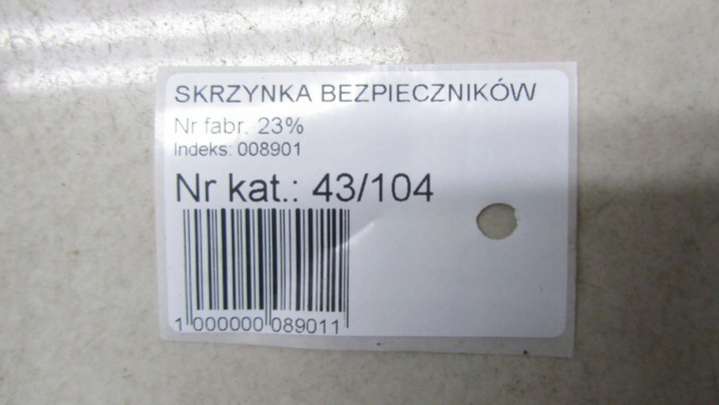 SKRZYNKA BEZPIECZNIKÓW
Nr fabr. 23%
Indeks: 008901
Nr kat.: 43/104
1 000000 089011